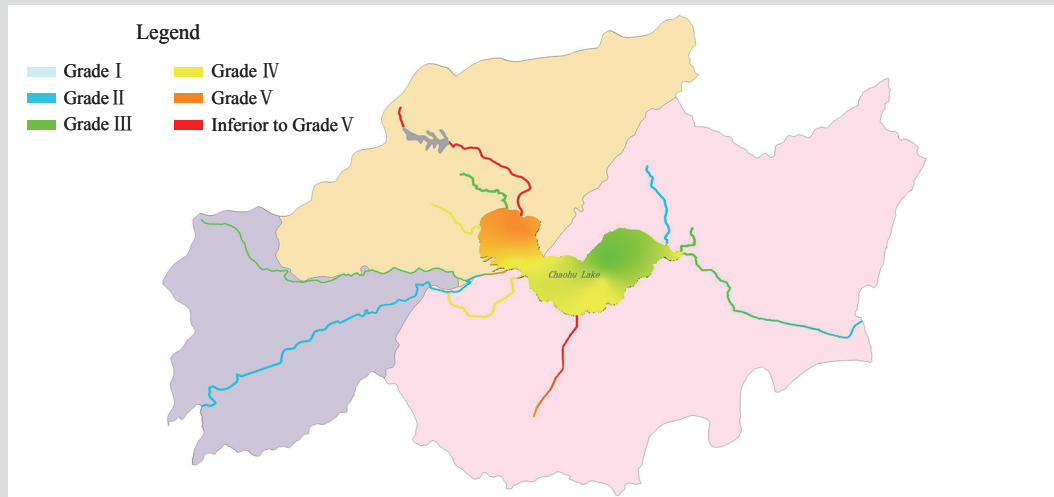 Legend
Grade Ⅰ
Grade Ⅱ
Grade Ⅲ
Grade Ⅳ
Grade Ⅴ
Inferior to Grade Ⅴ
Chaohu Lake